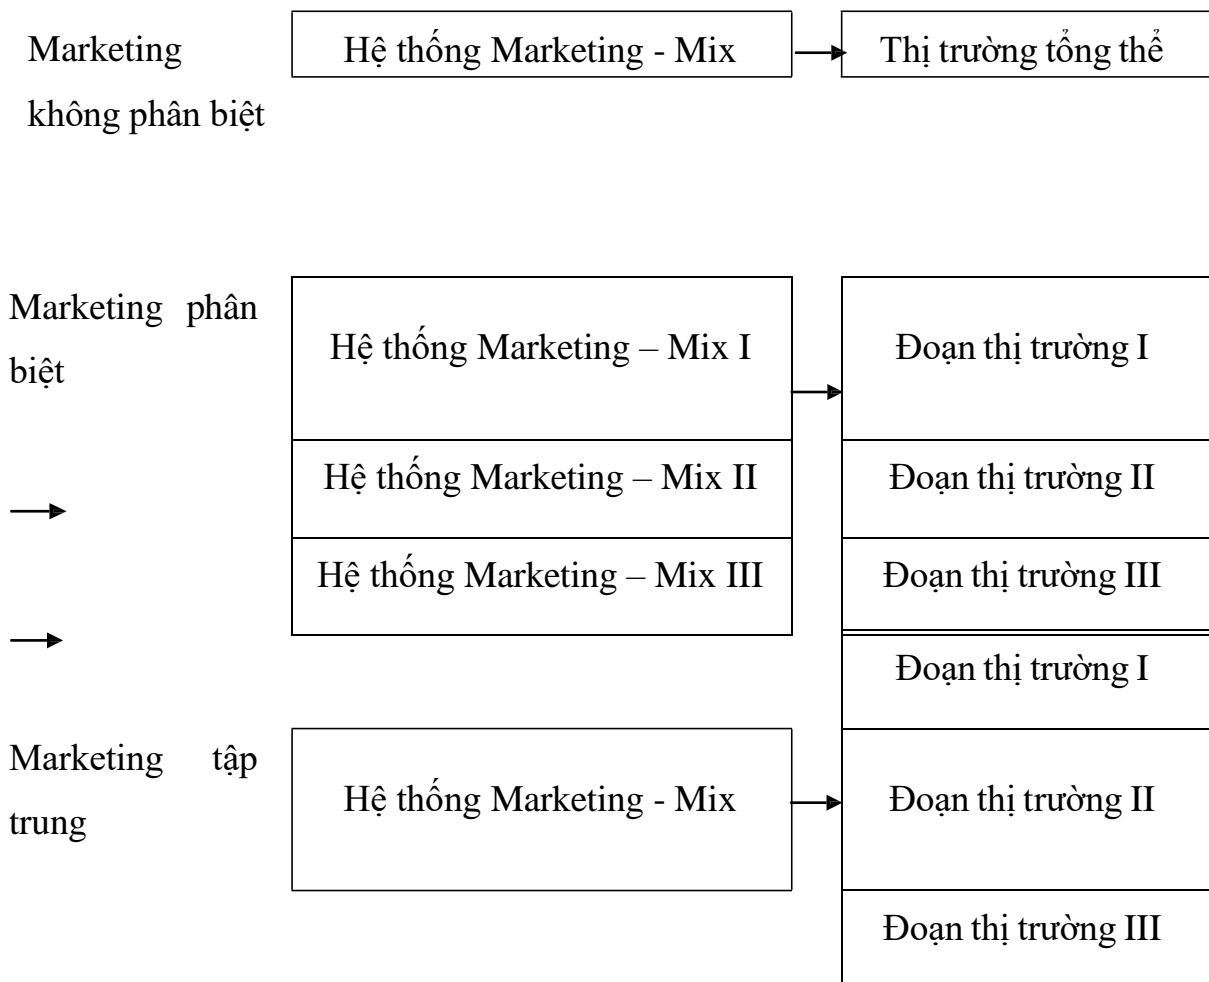 Marketing
không phân biệt
Hệ thống Marketing - Mix
Thị trường tổng thể
Marketing phân
biệt
Hệ thống Marketing – Mix I
Đoạn thị trường I
Hệ thống Marketing – Mix II
Đoạn thị trường II
Hệ thống Marketing – Mix III
Đoạn thị trường III
Đoạn thị trường I
Marketing tập
trung
Hệ thống Marketing - Mix
Đoạn thị trường II
Đoạn thị trường III